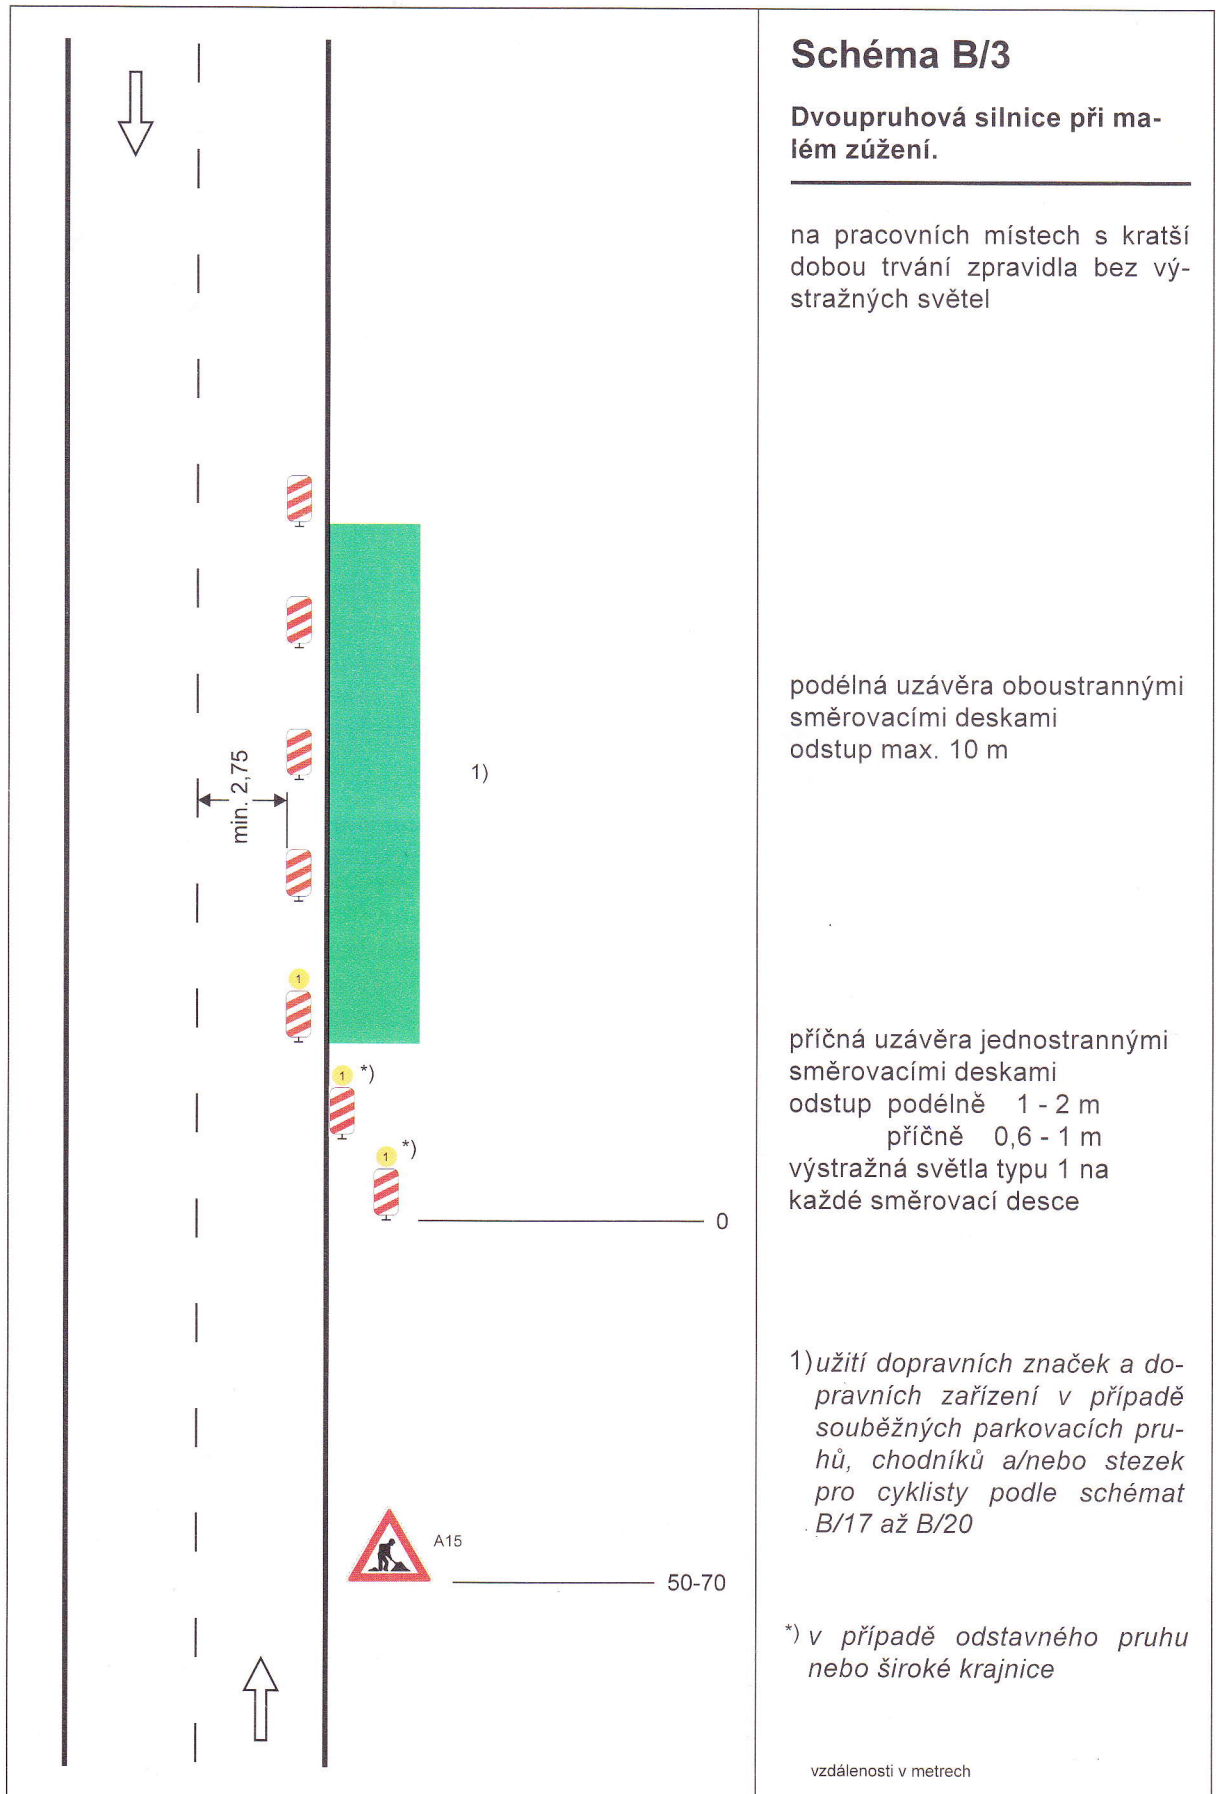 Schéma B/3
Dvoupruhová silnice při ma-
lém zúžení.
na pracovních místech s kratší
dobou trvání zpravidla bez vý-
stražných světel
podélná uzávěra oboustrannými
směrovacími deskami
odstup max. 10 m
min. 2,75
1)
1
příčná uzávěra jednostrannými
směrovacími deskami
odstup podélně 1 - 2 m
příčně 0,6 - 1 m
výstražná světla typu 1 na
každé směrovací desce
1 *)
1 *)
0
1) užití dopravních značek a do-
pravních zařízení v případě
souběžných parkovacích pru-
hů, chodníků a/nebo stezek
pro cyklisty podle schémat
B/17 až B/20
A15
50-70
*) v případě odstavného pruhu
nebo široké krajnice
vzdálenosti v metrech